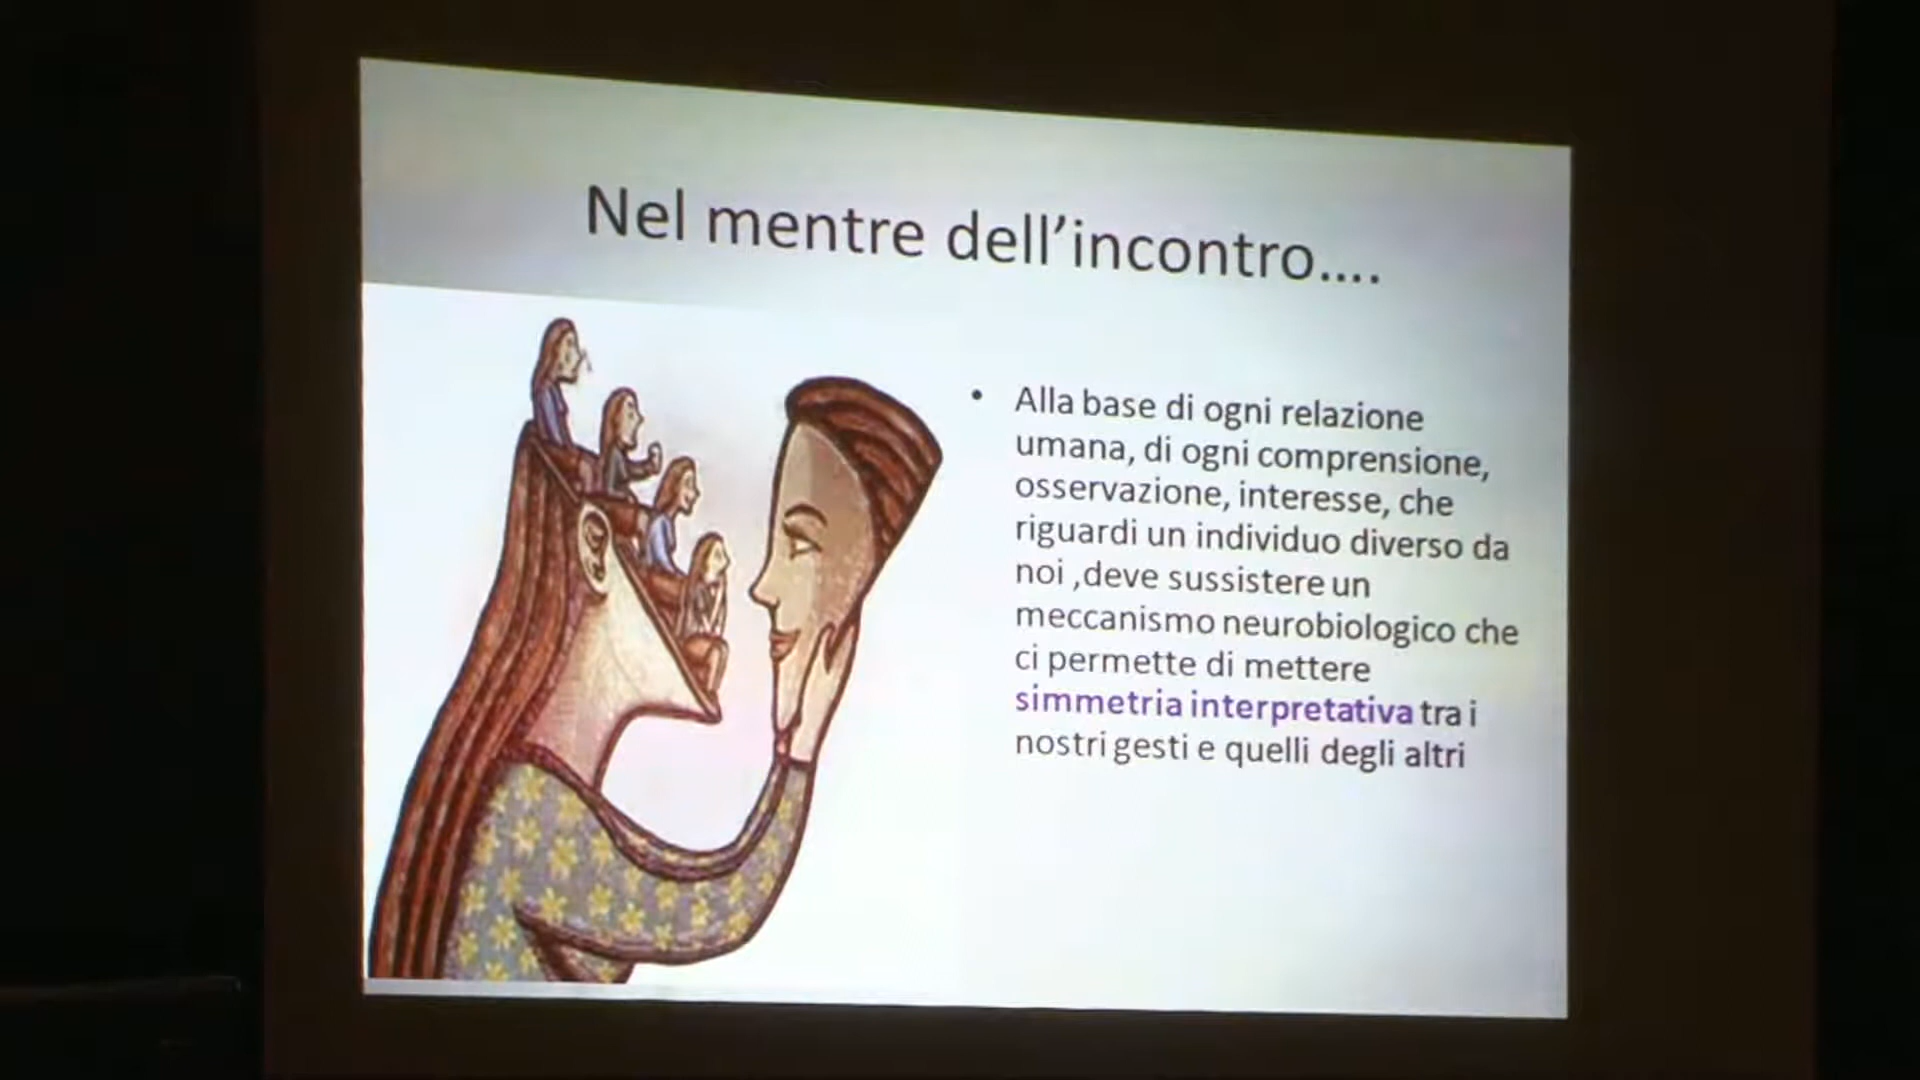 Nel mentre dell’incontro....
• Alla base di ogni relazione
umana, di ogni comprensione,
osservazione, interesse, che
riguardi un individuo diverso da
noi ,deve sussistere un
meccanismo neurobiologico che
ci permette di mettere
simmetria interpretativa tra i
nostri gesti e quelli degli altri